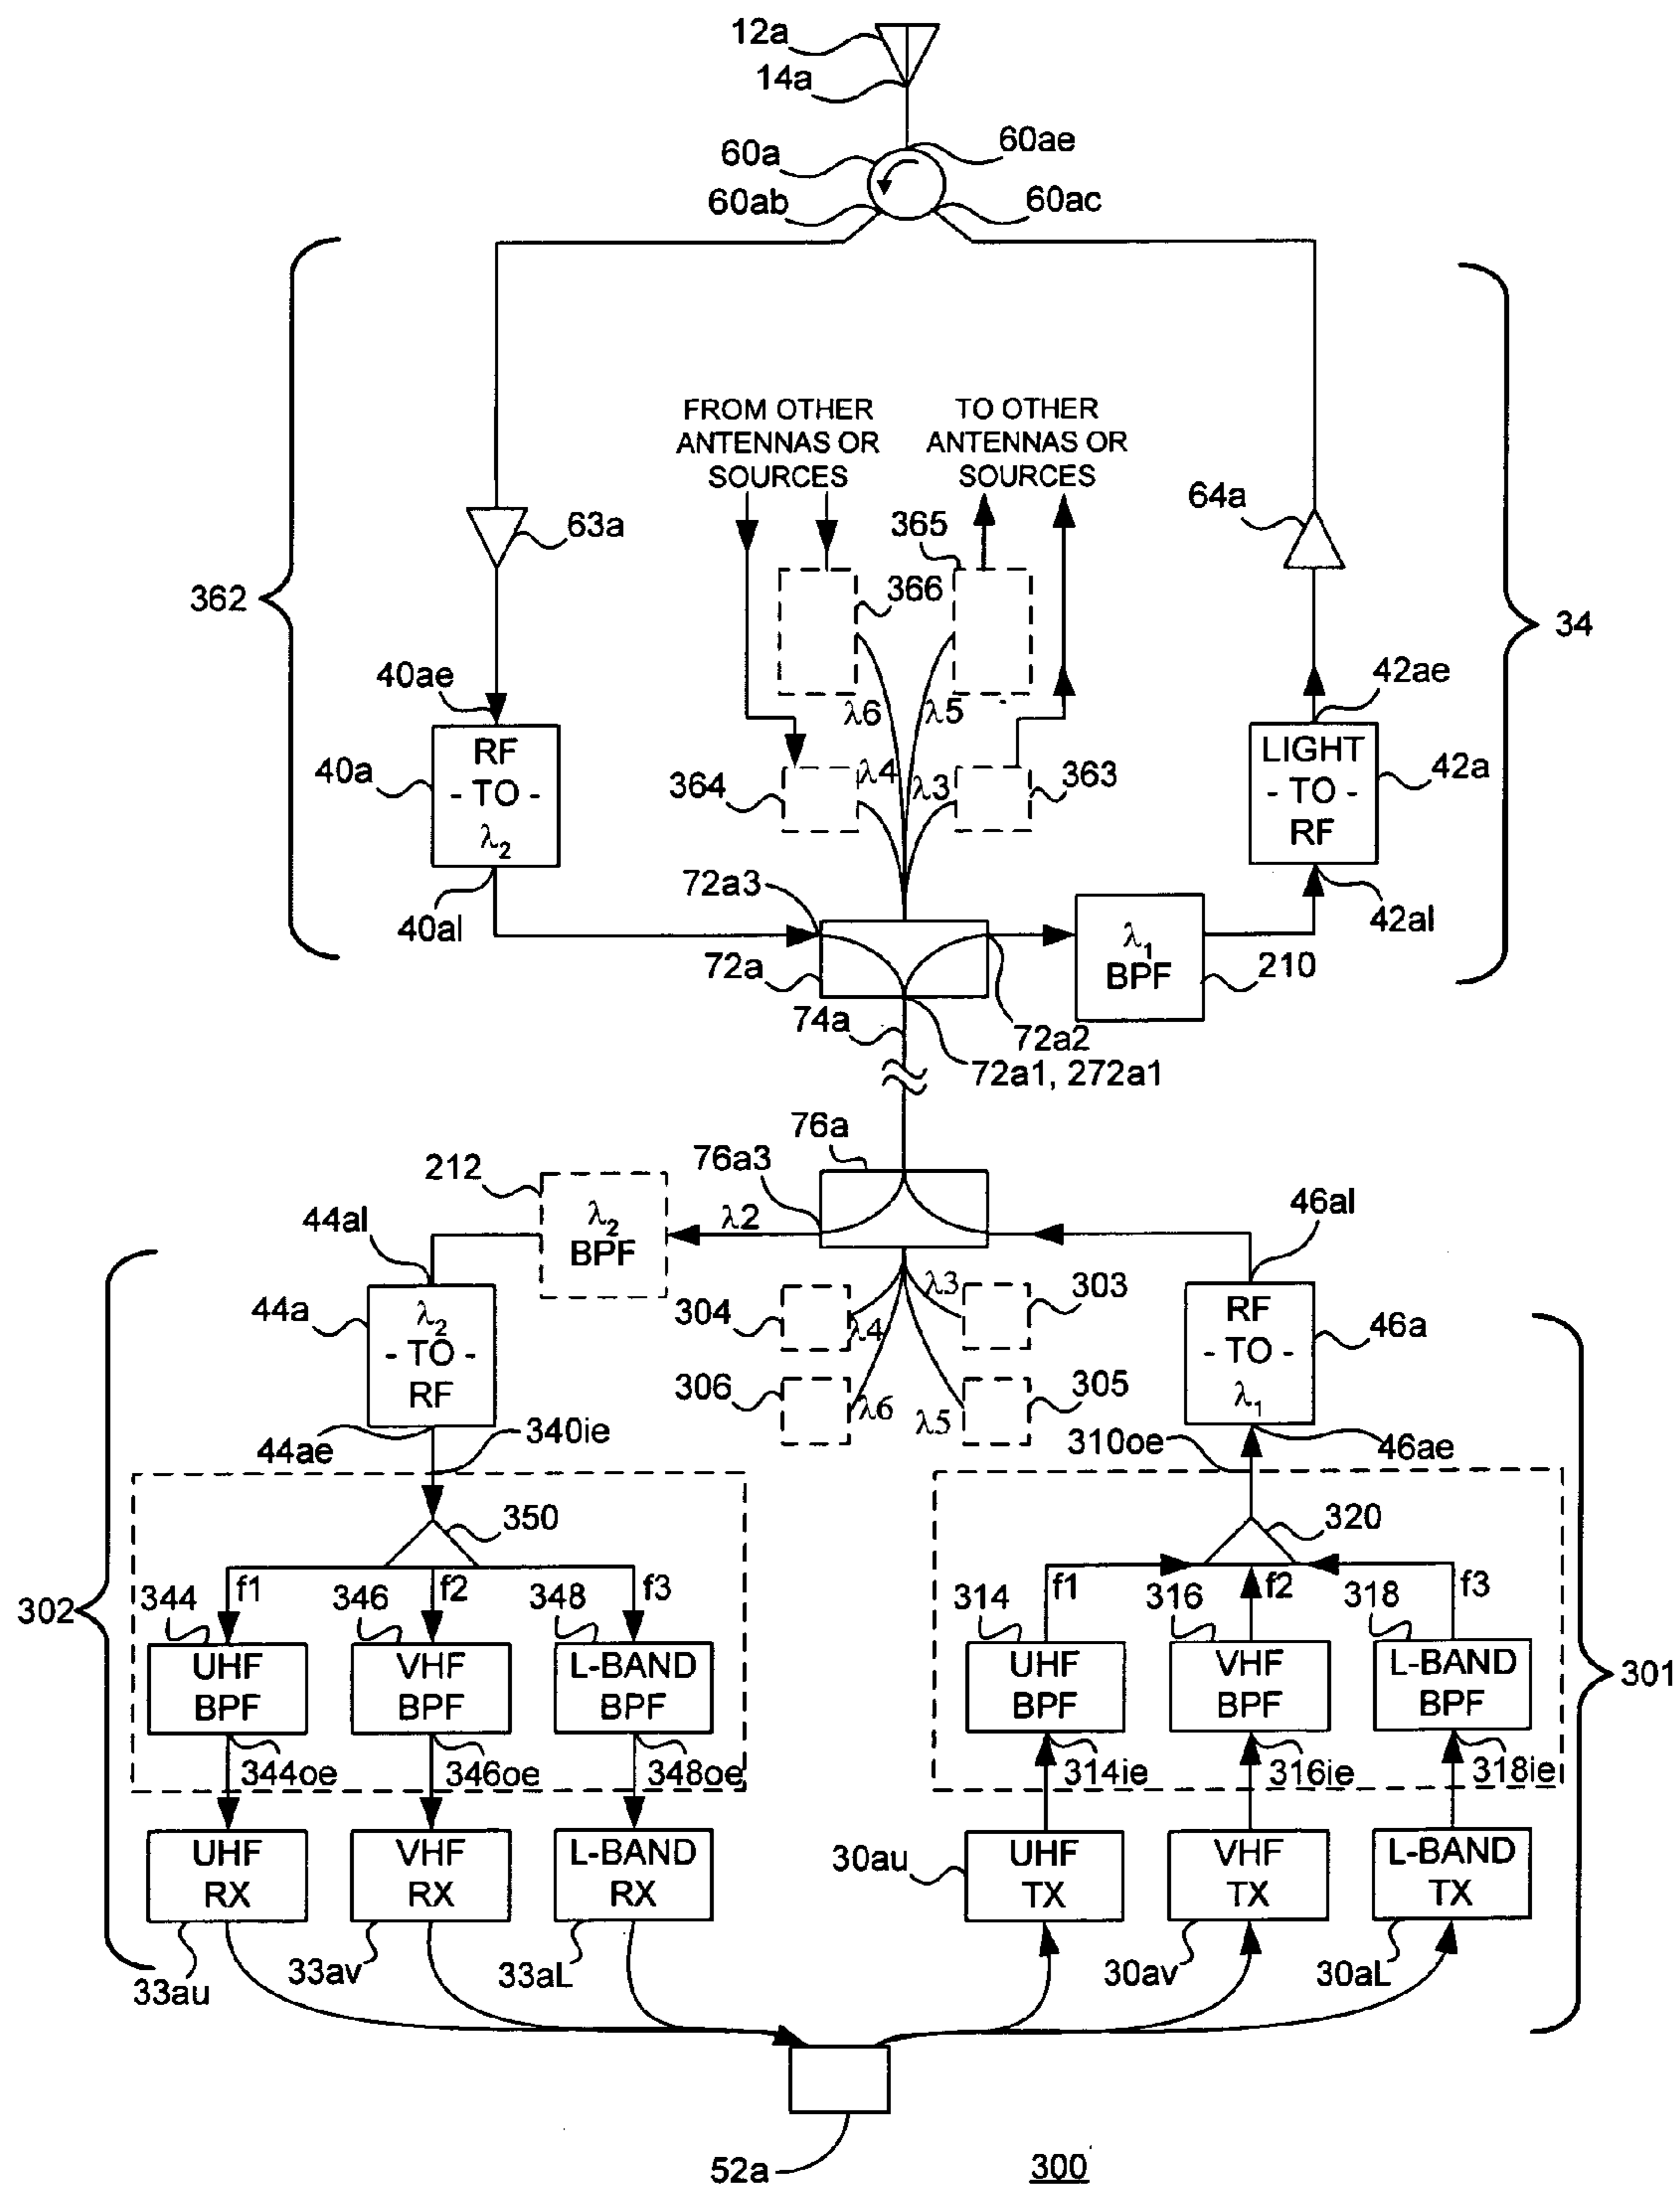 12a
14a
60a
60ae
60ab
60ac
362
34
FROM OTHER
ANTENNAS OR
SOURCES
TO OTHER
ANTENNAS OR
SOURCES
63a
64a
365
366
λ6
λ5
40ae
42ae
RF
- TO -
λ2
40a
LIGHT
- TO -
RF
42a
364
λ4
λ3
363
40al
42al
72a3
72a
λ1
BPF
210
74a
72a2
72a1, 272a1
76a
76a3
212
λ2
BPF
λ2
44al
46al
44a
λ2
- TO -
RF
304
λ4
λ3
303
RF
- TO -
λ1
46a
306
λ6
λ5
305
44ae
340ie
310oe
46ae
350
320
302
301
344
f1
346
f2
348
f3
314
f1
316
f2
318
f3
UHF
BPF
VHF
BPF
L-BAND
BPF
UHF
BPF
VHF
BPF
L-BAND
BPF
344oe
346oe
348oe
314ie
316ie
318ie
UHF
RX
VHF
RX
L-BAND
RX
30au
UHF
TX
VHF
TX
L-BAND
TX
33au
33av
33aL
30av
30aL
52a
300